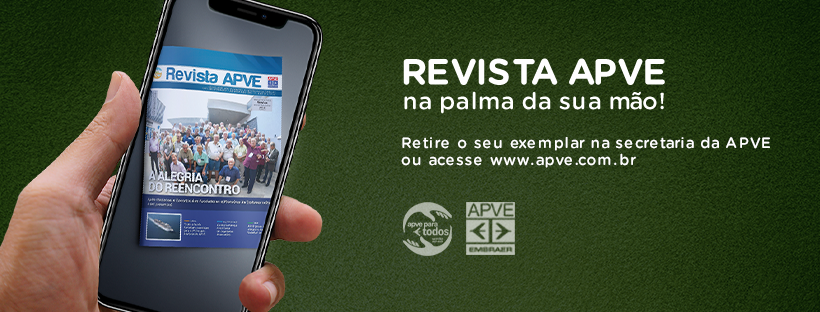 Revista APVE
A ALEGRIA
DO REENCONTRO
REVISTA APVE
na palma da sua mão!
Retire o seu exemplar na secretaria da APVE
ou acesse www.apve.com.br
apve para
todos
APVE
EMBRAER